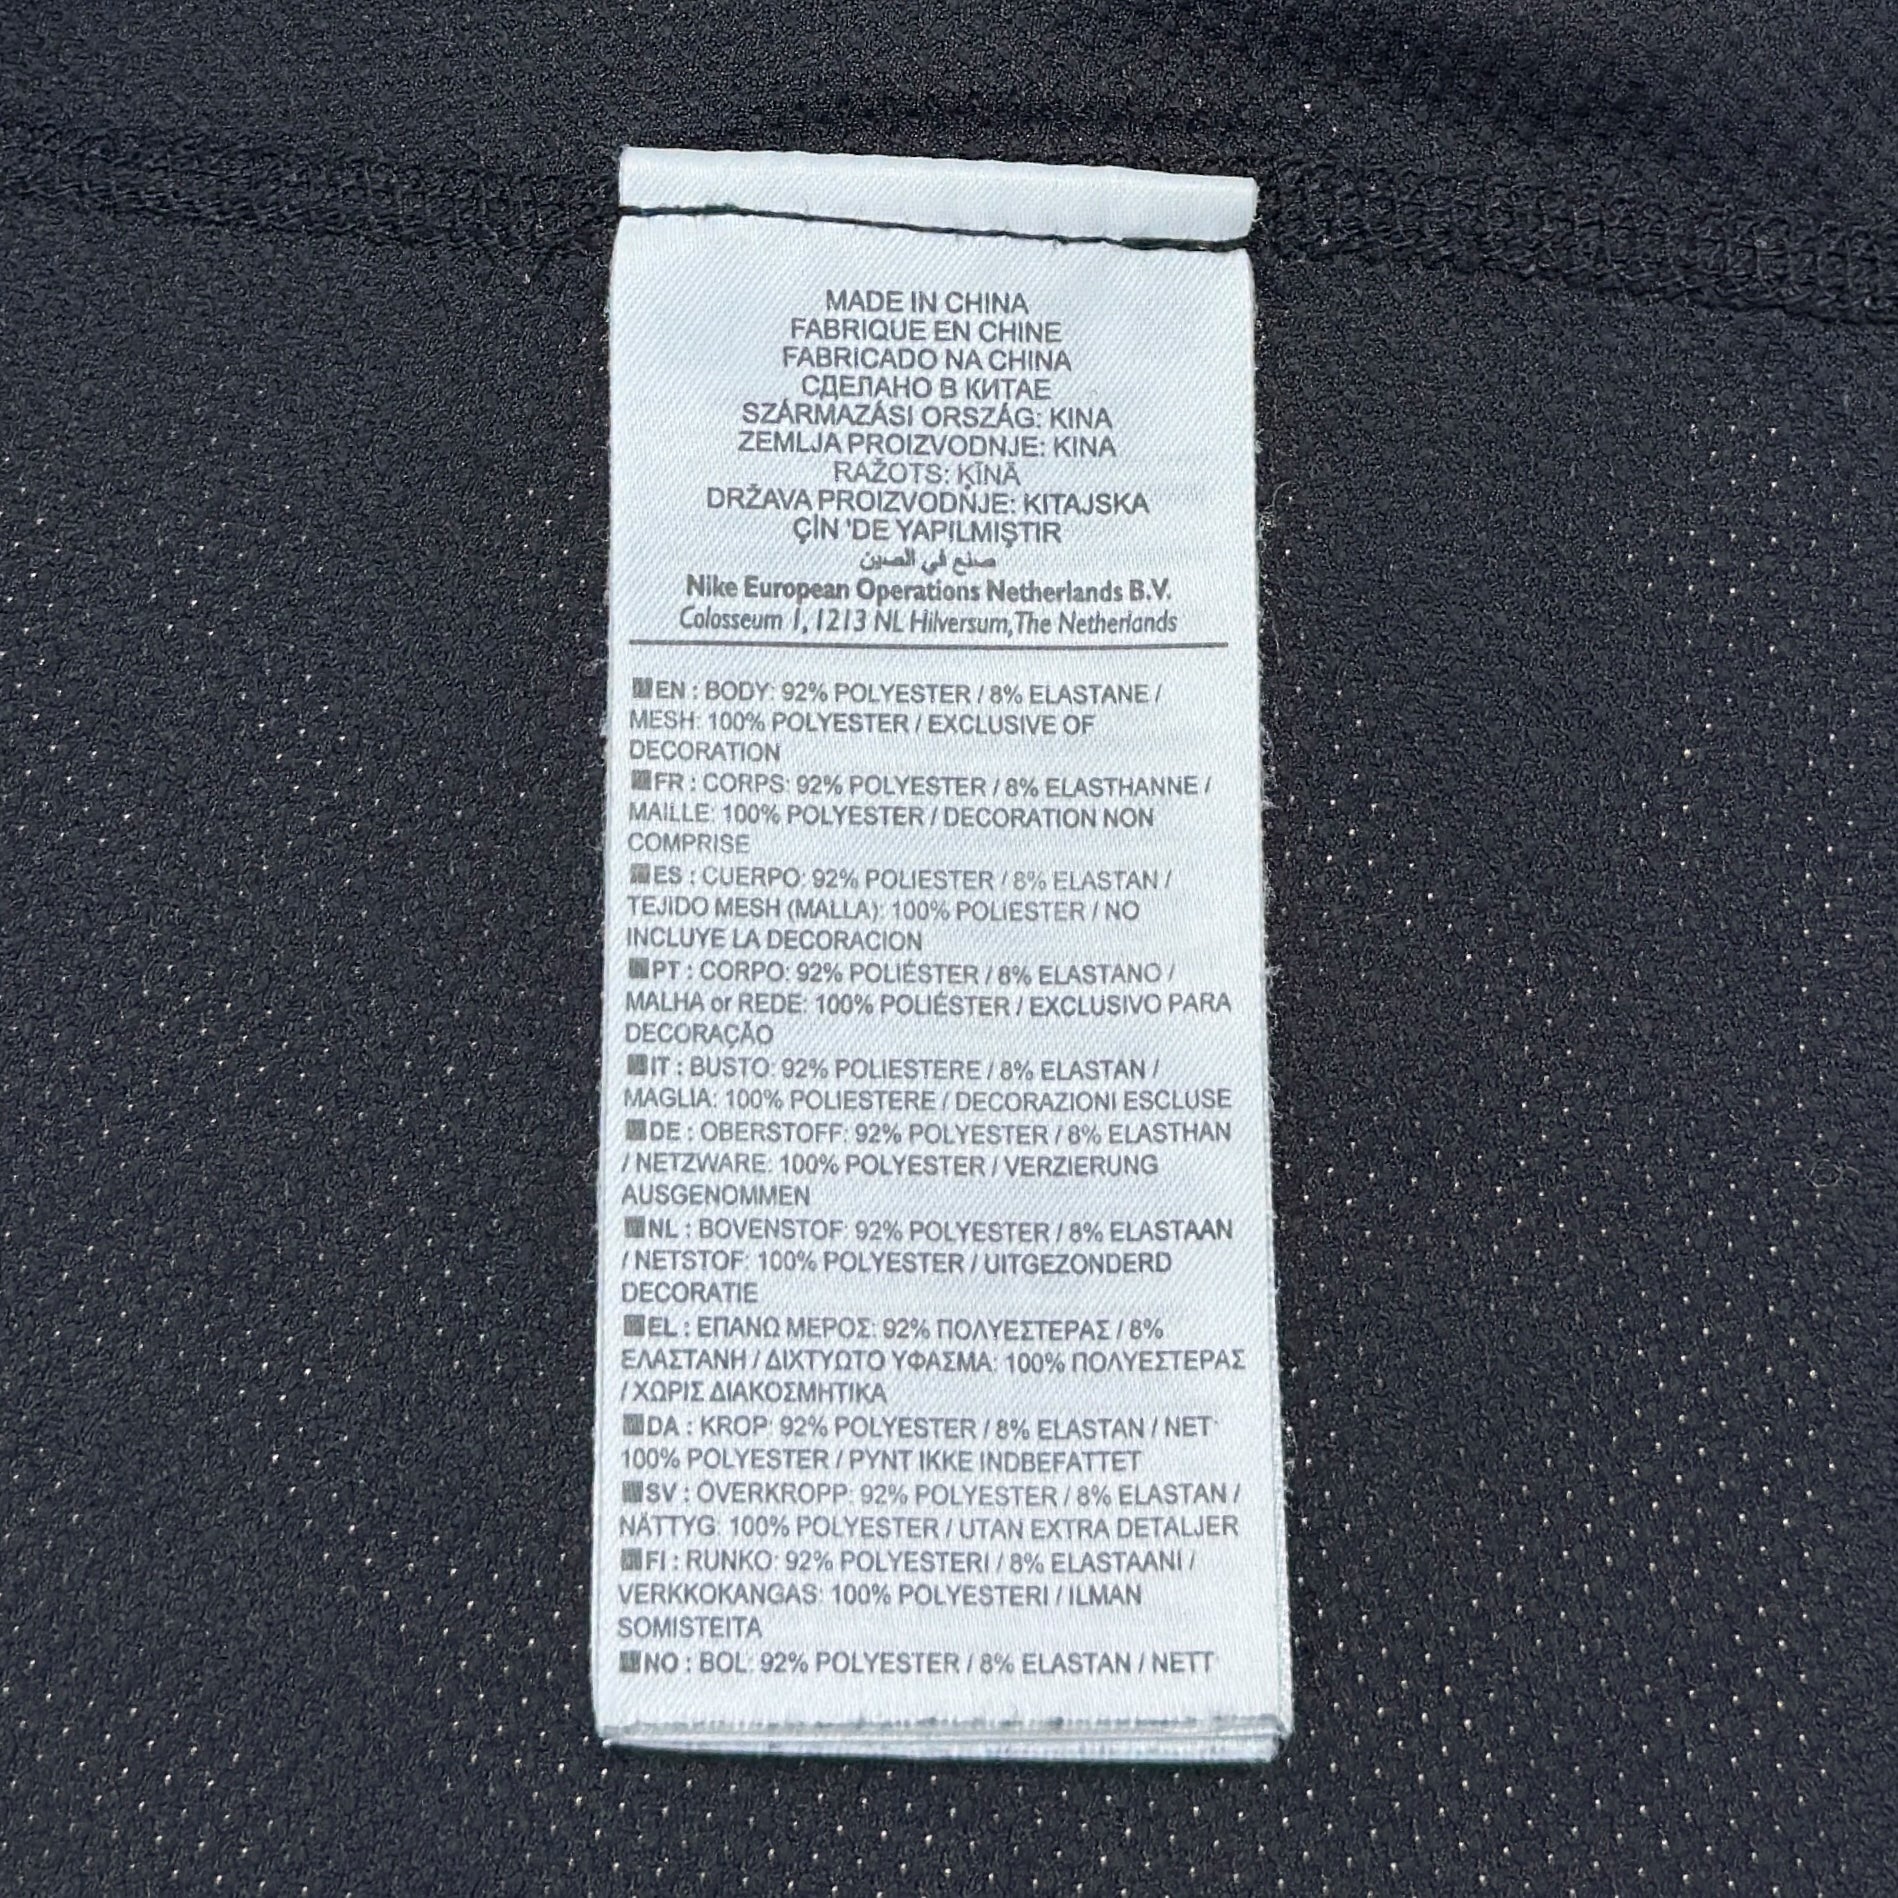 MADE IN CHINA
FABRIQUE EN CHINE
FABRICADO NA CHINA
СДЕЛАНО В КИТАЕ
SZÁRMAZÁSI ORSZÁG: KINA
ZEMLJA PROIZVODNJE: KINA
RAŽOTS: ĶĪNĀ
DRŽAVA PROIZVODNJE: KITAJSKA
ÇİN 'DE YAPILMIŞTIR
صنع في الصين
Nike European Operations Netherlands B.V.
Colosseum 1, 1213 NL Hilversum, The Netherlands
EN : BODY: 92% POLYESTER / 8% ELASTANE /
MESH: 100% POLYESTER / EXCLUSIVE OF
DECORATION
FR : CORPS: 92% POLYESTER / 8% ELASTHANNE /
MAILLE: 100% POLYESTER / DECORATION NON
COMPRISE
ES : CUERPO: 92% POLIESTER / 8% ELASTAN /
TEJIDO MESH (MALLA): 100% POLIESTER / NO
INCLUYE LA DECORACION
PT : CORPO: 92% POLIÉSTER / 8% ELASTANO /
MALHA or REDE: 100% POLIÉSTER / EXCLUSIVO PARA
DECORAÇÃO
IT : BUSTO: 92% POLIESTERE / 8% ELASTAN /
MAGLIA: 100% POLIESTERE / DECORAZIONI ESCLUSE
DE : OBERSTOFF: 92% POLYESTER / 8% ELASTHAN
/ NETZWARE: 100% POLYESTER / VERZIERUNG
AUSGENOMMEN
NL : BOVENSTOF: 92% POLYESTER / 8% ELASTAAN
/ NETSTOF: 100% POLYESTER / UITGEZONDERD
DECORATIE
EL : ΕΠΑΝΩ ΜΕΡΟΣ: 92% ΠΟΛΥΕΣΤΕΡΑΣ / 8%
ΕΛΑΣΤΑΝΗ / ΔΙΧΤΥΩΤΟ ΥΦΑΣΜΑ: 100% ΠΟΛΥΕΣΤΕΡΑΣ
/ ΧΩΡΙΣ ΔΙΑΚΟΣΜΗΤΙΚΑ
DA : KROP: 92% POLYESTER / 8% ELASTAN / NET:
100% POLYESTER / PYNT IKKE INDBEFATTET
SV : ÖVERKROPP: 92% POLYESTER / 8% ELASTAN /
NÄTTYG: 100% POLYESTER / UTAN EXTRA DETALJER
FI : RUNKO: 92% POLYESTERI / 8% ELASTAANI /
VERKKOKANGAS: 100% POLYESTERI / ILMAN
SOMISTEITA
NO : BOL: 92% POLYESTER / 8% ELASTAN / NETT